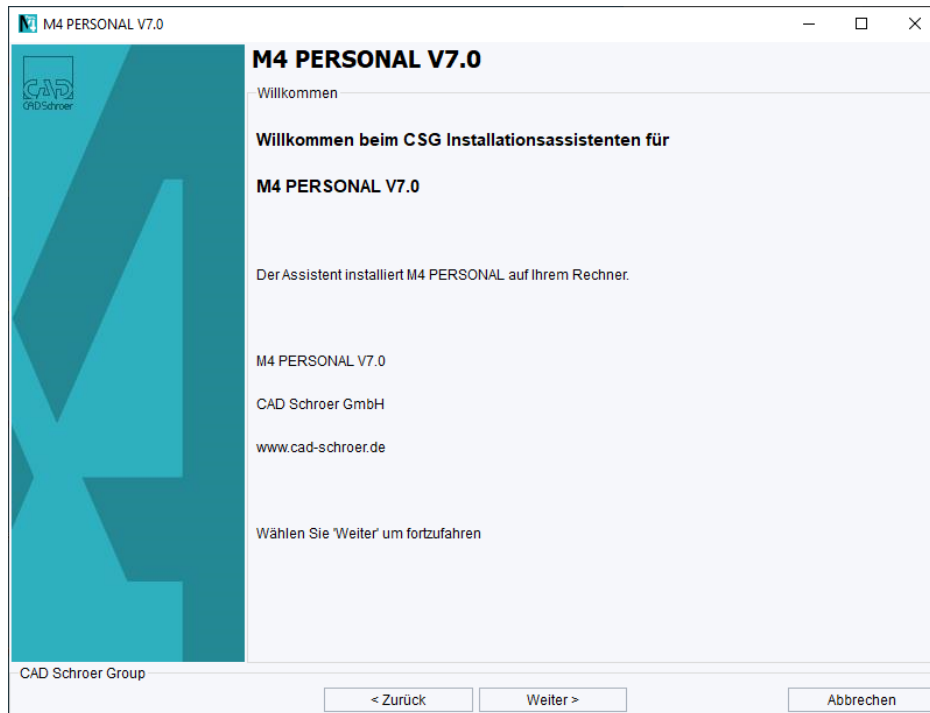 M4 PERSONAL V7.0
CAD
CADSchroer
M4 PERSONAL V7.0
Willkommen
Willkommen beim CSG Installationsassistenten für
M4 PERSONAL V7.0
Der Assistent installiert M4 PERSONAL auf Ihrem Rechner.
M4 PERSONAL V7.0
CAD Schroer GmbH
www.cad-schroer.de
Wählen Sie 'Weiter' um fortzufahren
CAD Schroer Group
< Zurück
Weiter >
Abbrechen